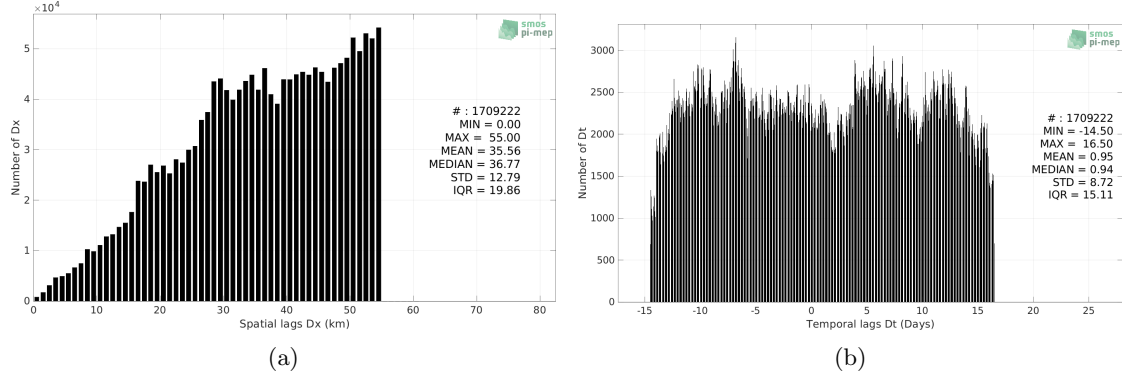 ×10⁴
5
4
3
2
1
0
Number of Dx
0 10 20 30 40 50 60 70 80
Spatial lags Dx (km)
smos
pi-mep
# : 1709222
MIN = 0.00
MAX = 55.00
MEAN = 35.56
MEDIAN = 36.77
STD = 12.79
IQR = 19.86
(a)
3000
2500
2000
1500
1000
500
0
Number of Dt
-15 -10 -5 0 5 10 15 20 25
Temporal lags Dt (Days)
smos
pi-mep
# : 1709222
MIN = -14.50
MAX = 16.50
MEAN = 0.95
MEDIAN = 0.94
STD = 8.72
IQR = 15.11
(b)